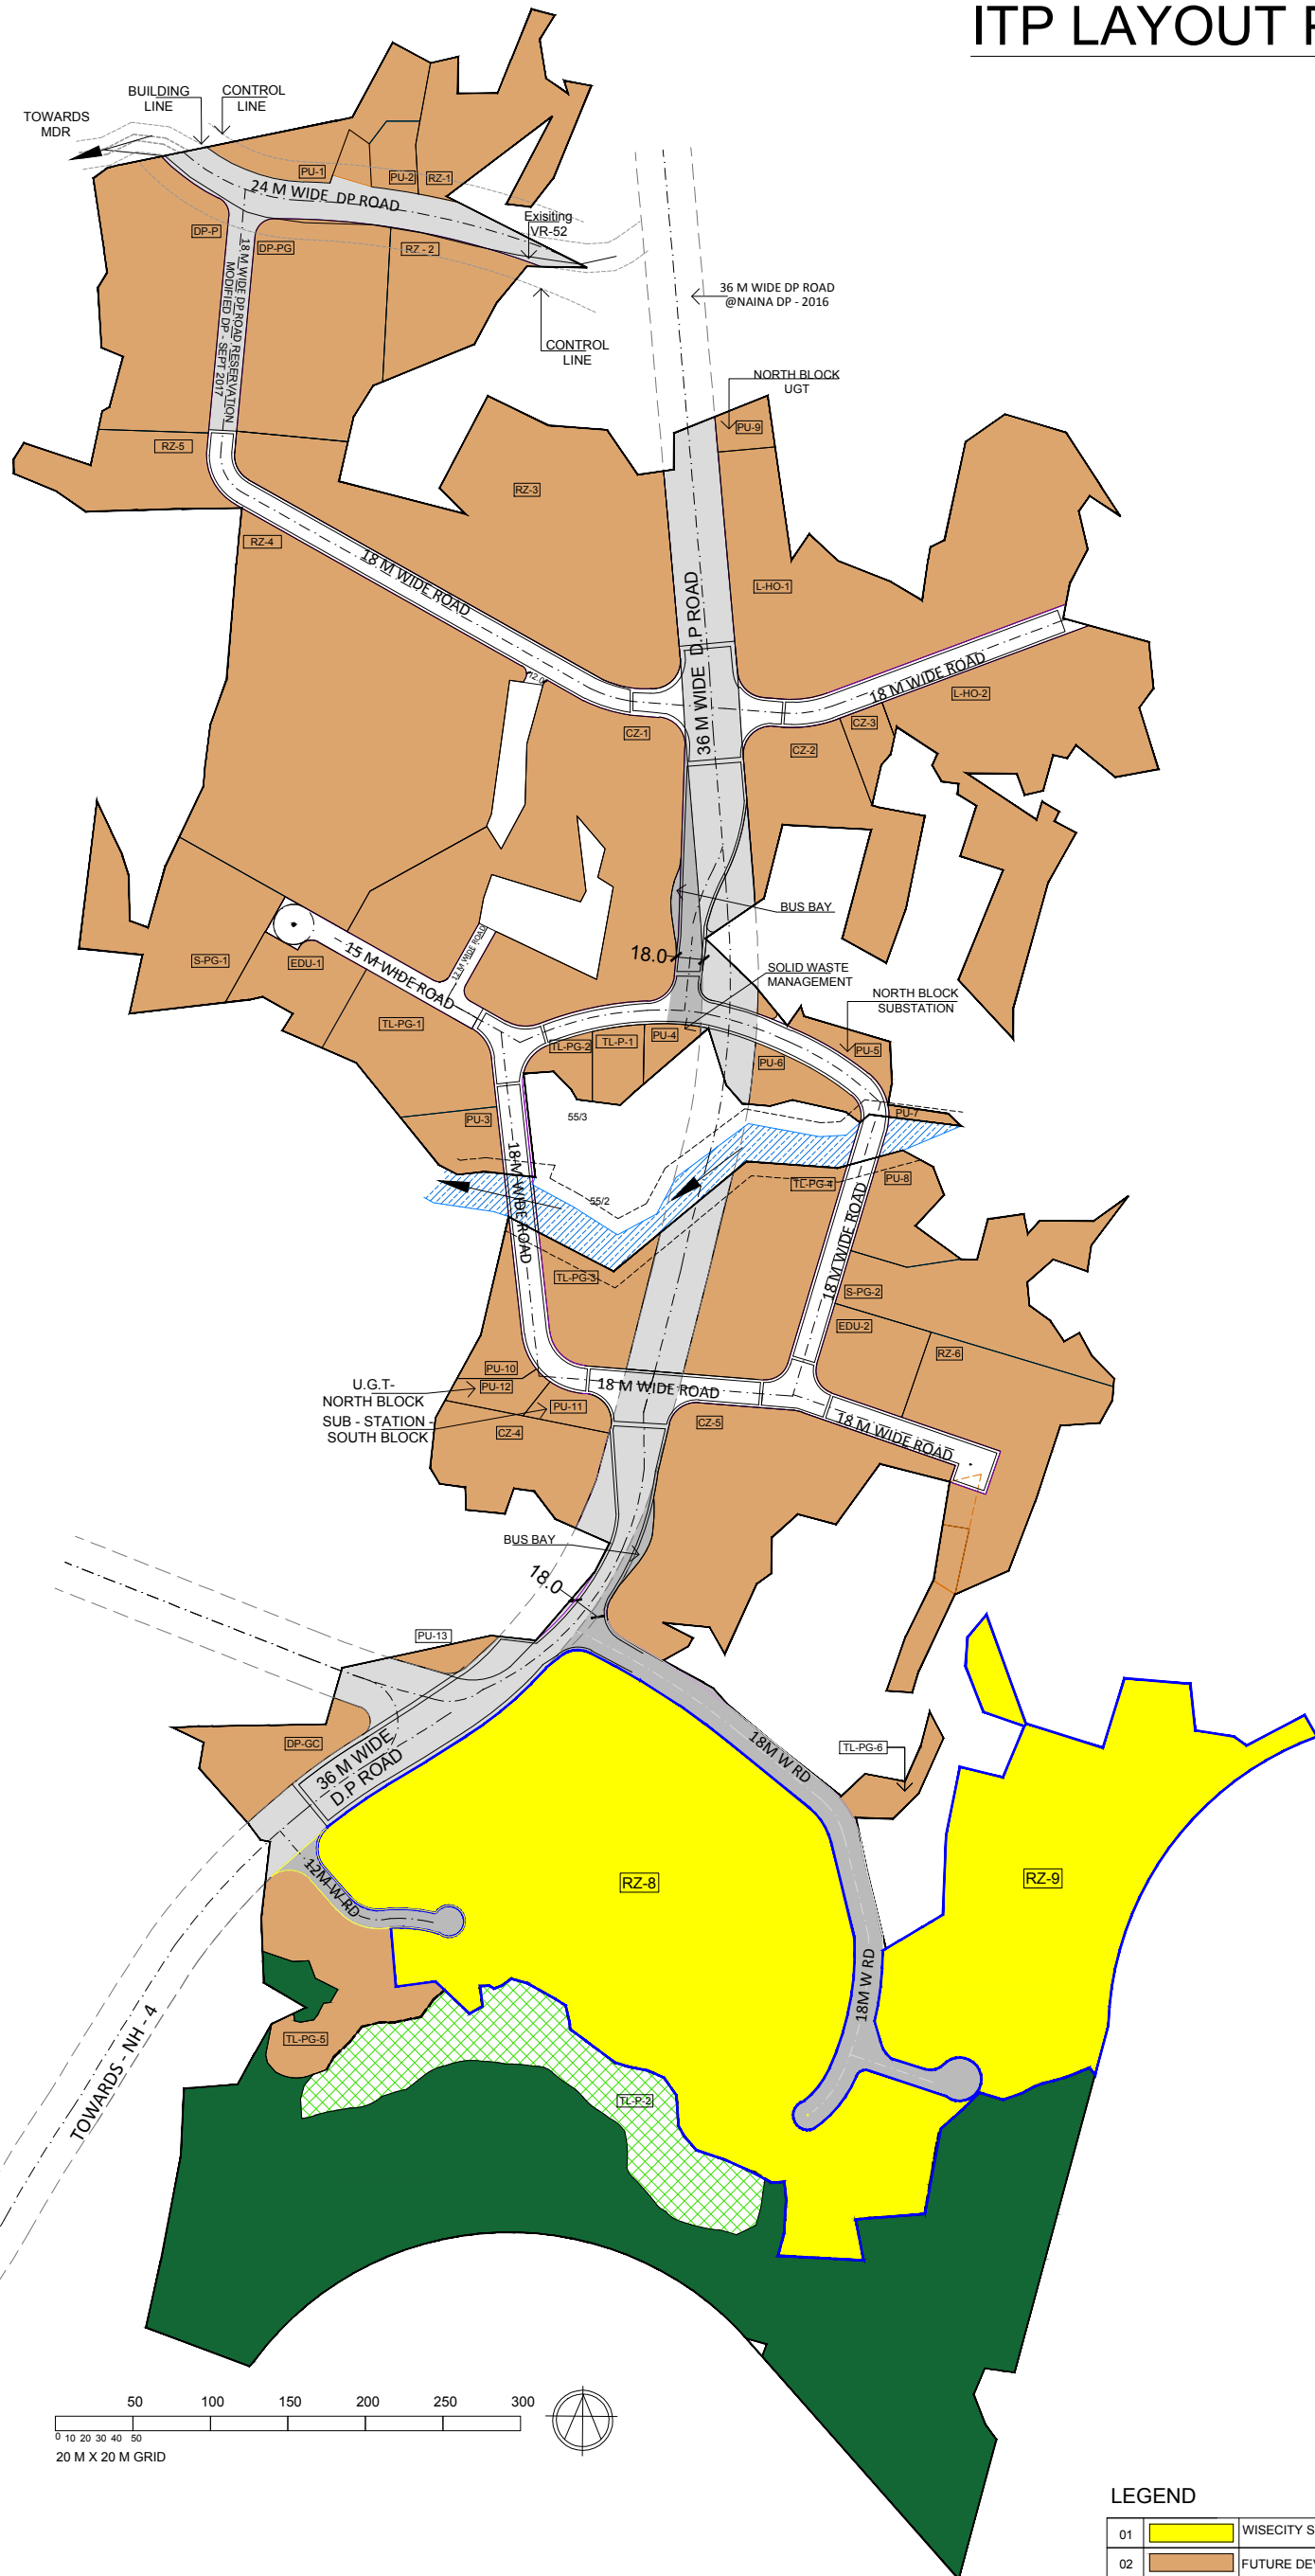 ITP LAYOUT P
BUILDING
LINE
CONTROL
LINE
TOWARDS
MDR
PU-1
PU-2
RZ-1
24 M WIDE DP ROAD
DP-P
DP-PG
RZ - 2
Exisiting
VR-52
18 M WIDE DP ROAD RESERVATION
MODIFIED DP - SEPT 2017
36 M WIDE DP ROAD
@NAINA DP - 2016
CONTROL
LINE
NORTH BLOCK
UGT
PU-9
RZ-5
RZ-3
RZ-4
18 M WIDE ROAD
L-HO-1
36 M WIDE D.P ROAD
18 M WIDE ROAD
L-HO-2
12.0
CZ-1
CZ-2
CZ-3
BUS BAY
18.0
S-PG-1
EDU-1
15 M WIDE ROAD
12 M WIDE ROAD
SOLID WASTE
MANAGEMENT
NORTH BLOCK
SUBSTATION
TL-PG-1
TL-PG-2
TL-P-1
PU-4
PU-6
PU-5
PU-3
55/3
PU-7
18 M WIDE ROAD
TL-PG-4
PU-8
55/2
18 M WIDE ROAD
TL-PG-3
S-PG-2
EDU-2
RZ-6
PU-10
PU-12
U.G.T-
NORTH BLOCK
SUB - STATION -
SOUTH BLOCK
PU-11
18 M WIDE ROAD
CZ-4
CZ-5
18 M WIDE ROAD
BUS BAY
18.0
PU-13
DP-GC
36 M WIDE
D.P ROAD
18M W RD
TL-PG-6
12M W RD
RZ-8
RZ-9
18M W RD
TOWARDS - NH - 4
TL-PG-5
TL-P-2
50 100 150 200 250 300
0 10 20 30 40 50
20 M X 20 M GRID
LEGEND
01 WISECITY S
02 FUTURE DE